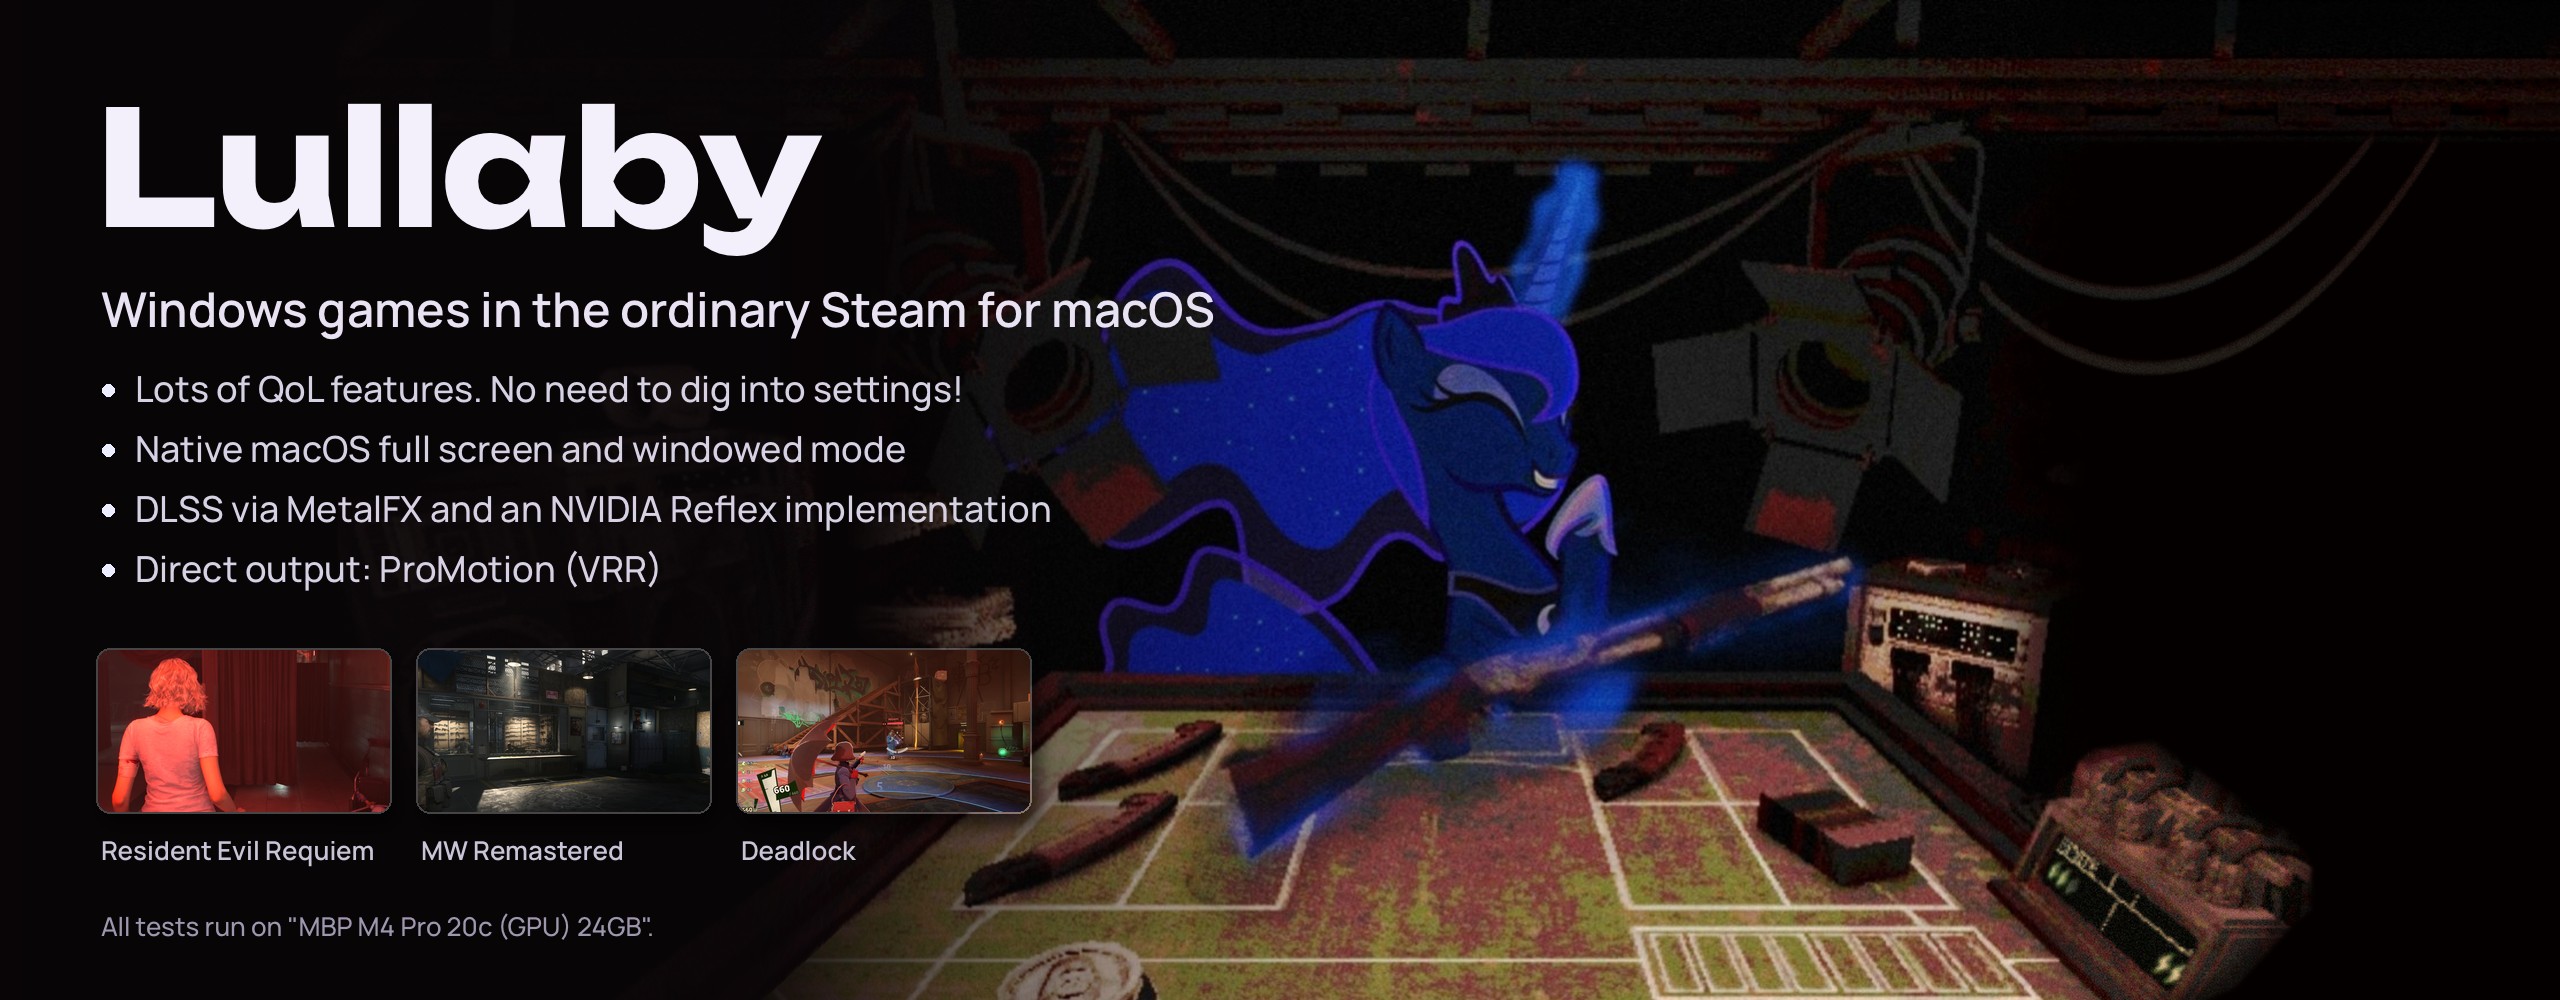 Lullaby
Windows games in the ordinary Steam for macOS
Lots of QoL features. No need to dig into settings!
Native macOS full screen and windowed mode
DLSS via MetalFX and an NVIDIA Reflex implementation
Direct output: ProMotion (VRR)
660
Resident Evil Requiem
MW Remastered
Deadlock
All tests run on "MBP M4 Pro 20c (GPU) 24GB".